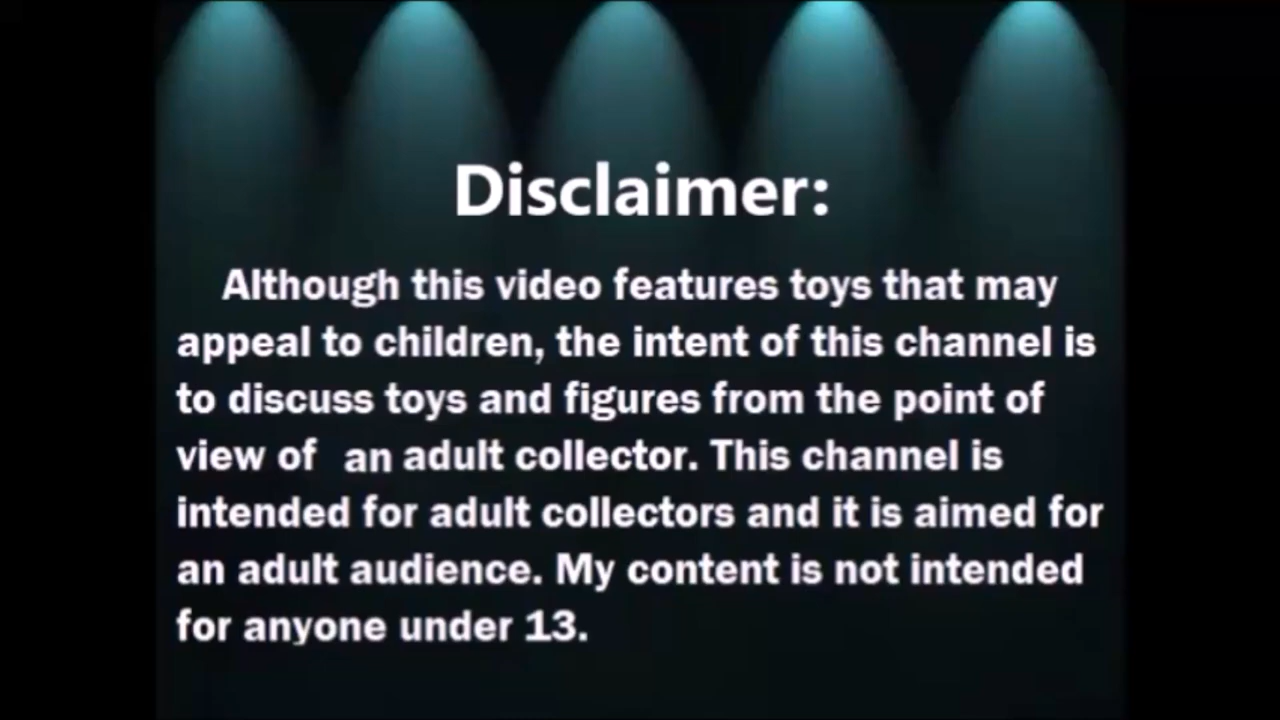 Disclaimer:
Although this video features toys that may
appeal to children, the intent of this channel is
to discuss toys and figures from the point of
view of an adult collector. This channel is
intended for adult collectors and it is aimed for
an adult audience. My content is not intended
for anyone under 13.